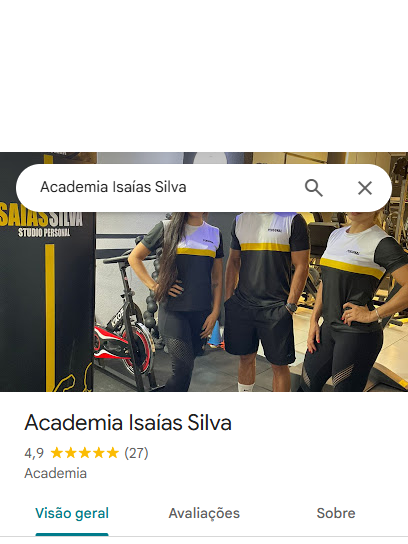 Academia Isaías Silva
ISAÍAS SILVA
STUDIO PERSONAL
Academia Isaías Silva
4,9 (27)
Academia
Visão geral Avaliações Sobre